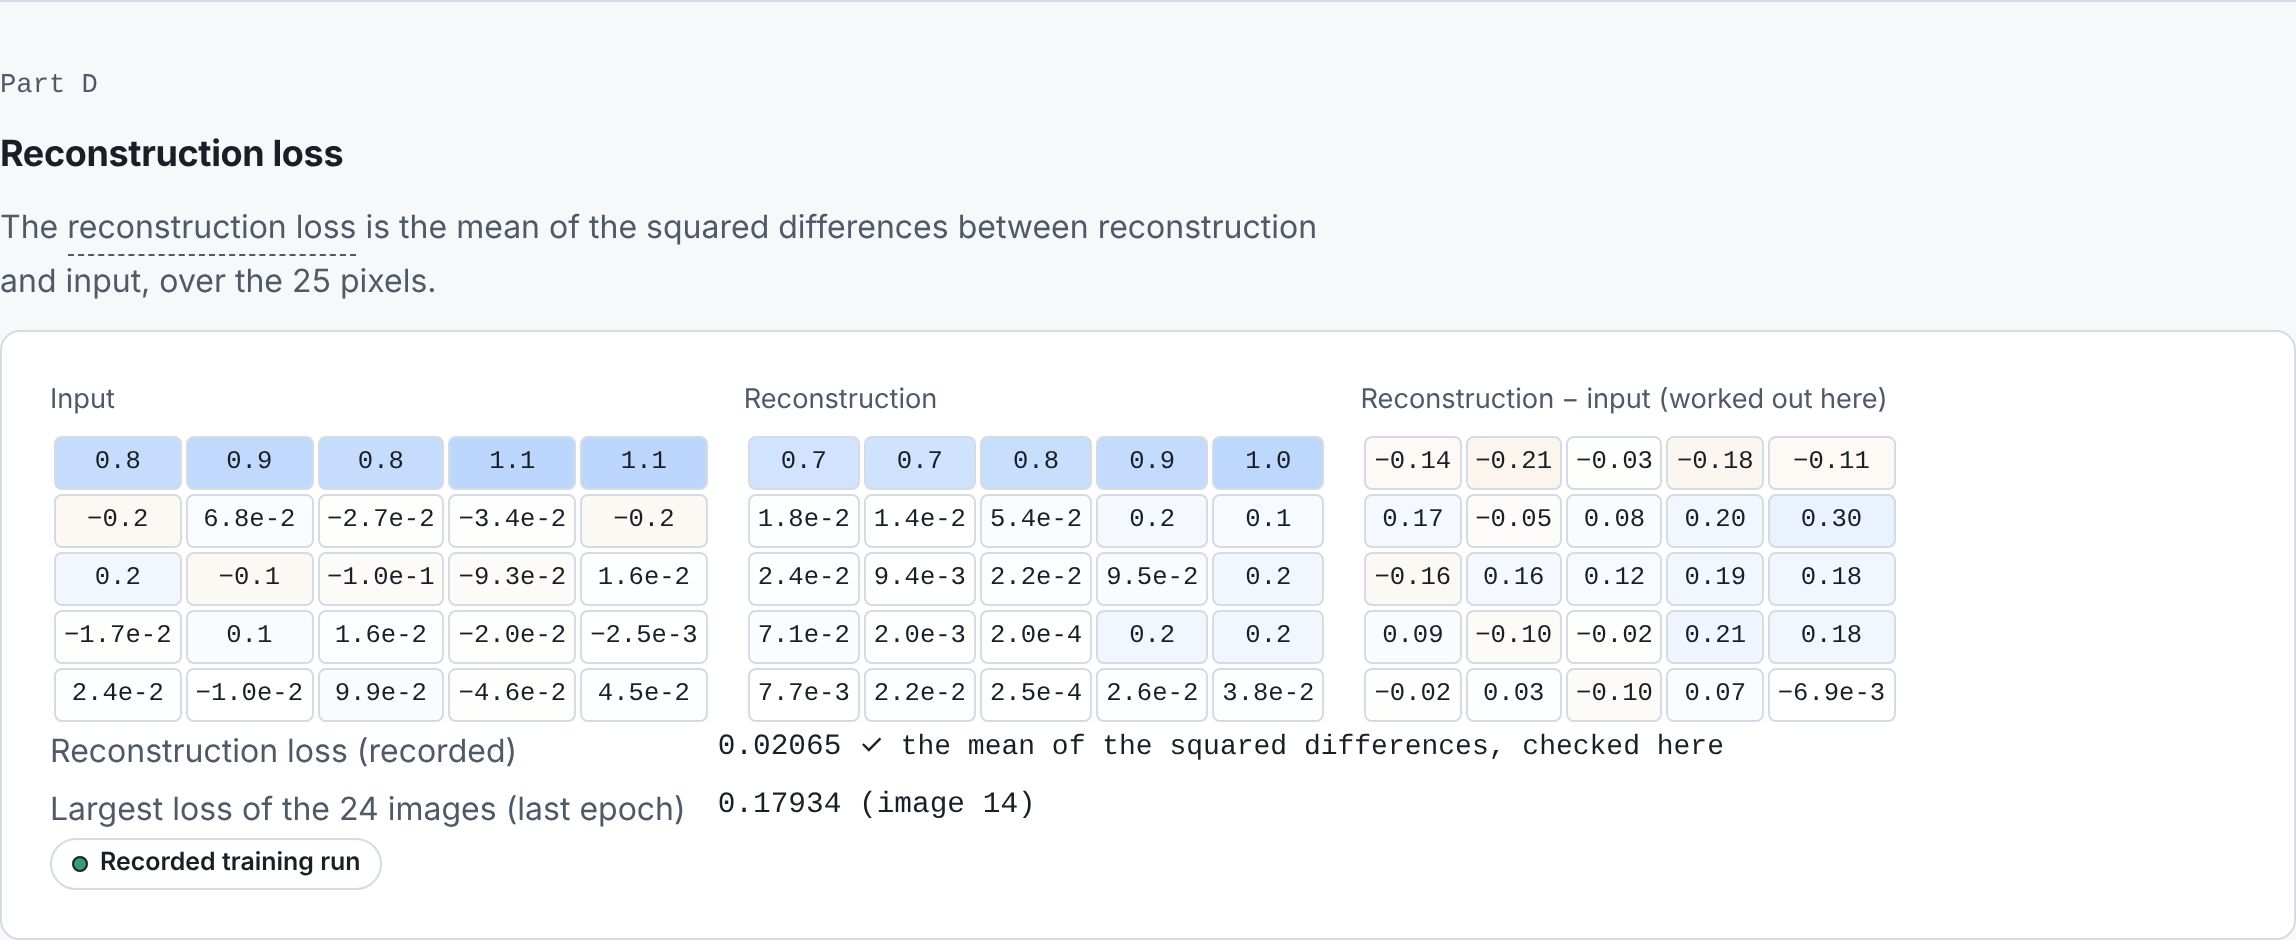 Part D
Reconstruction loss
The reconstruction loss is the mean of the squared differences between reconstruction
and input, over the 25 pixels.
Input Reconstruction Reconstruction − input (worked out here)
0.8 0.9 0.8 1.1 1.1 0.7 0.7 0.8 0.9 1.0 −0.14 −0.21 −0.03 −0.18 −0.11
−0.2 6.8e-2 −2.7e-2 −3.4e-2 −0.2 1.8e-2 1.4e-2 5.4e-2 0.2 0.1 0.17 −0.05 0.08 0.20 0.30
0.2 −0.1 −1.0e-1 −9.3e-2 1.6e-2 2.4e-2 9.4e-3 2.2e-2 9.5e-2 0.2 −0.16 0.16 0.12 0.19 0.18
−1.7e-2 0.1 1.6e-2 −2.0e-2 −2.5e-3 7.1e-2 2.0e-3 2.0e-4 0.2 0.2 0.09 −0.10 −0.02 0.21 0.18
2.4e-2 −1.0e-2 9.9e-2 −4.6e-2 4.5e-2 7.7e-3 2.2e-2 2.5e-4 2.6e-2 3.8e-2 −0.02 0.03 −0.10 0.07 −6.9e-3
Reconstruction loss (recorded) 0.02065 ✓ the mean of the squared differences, checked here
Largest loss of the 24 images (last epoch) 0.17934 (image 14)
Recorded training run